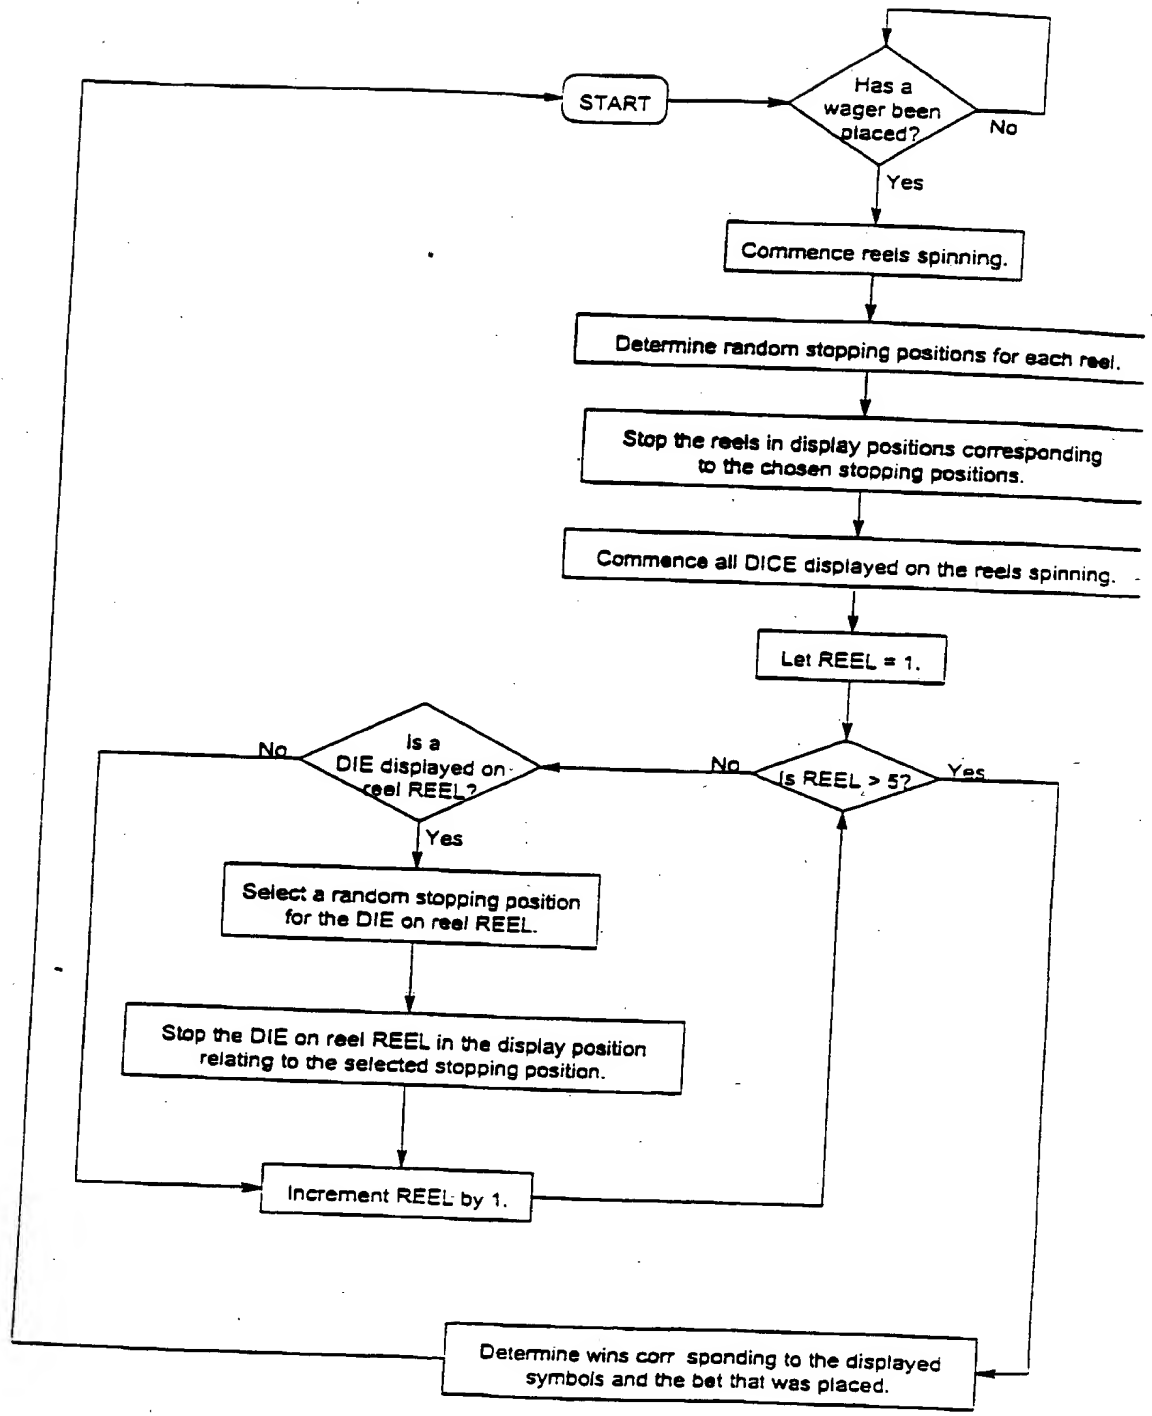 START
Has a
wager been
placed?
No
Yes
Commence reels spinning.
Determine random stopping positions for each reel.
Stop the reels in display positions corresponding
to the chosen stopping positions.
Commence all DICE displayed on the reels spinning.
Let REEL = 1.
Is REEL > 5?
No
Yes
Is a
DIE displayed on
reel REEL?
No
Yes
Select a random stopping position
for the DIE on reel REEL.
Stop the DIE on reel REEL in the display position
relating to the selected stopping position.
Increment REEL by 1.
Determine wins corr sponding to the displayed
symbols and the bet that was placed.